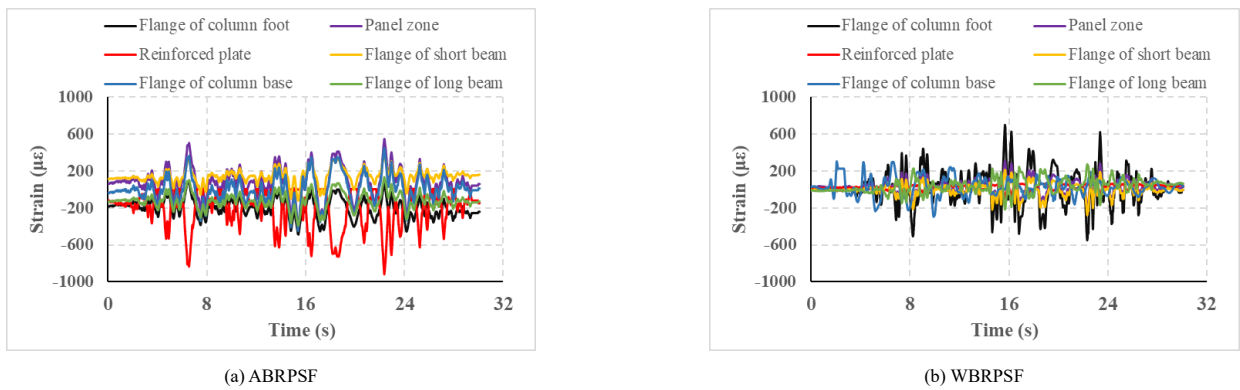 Flange of column foot Panel zone
Reinforced plate Flange of short beam
Flange of column base Flange of long beam
1000
600
200
-200
-600
-1000
Strain (με)
0 8 16 24 32
Time (s)
(a) ABRPSF
Flange of column foot Panel zone
Reinforced plate Flange of short beam
Flange of column base Flange of long beam
1000
600
200
-200
-600
-1000
Strain (με)
0 8 16 24 32
Time (s)
(b) WBRPSF